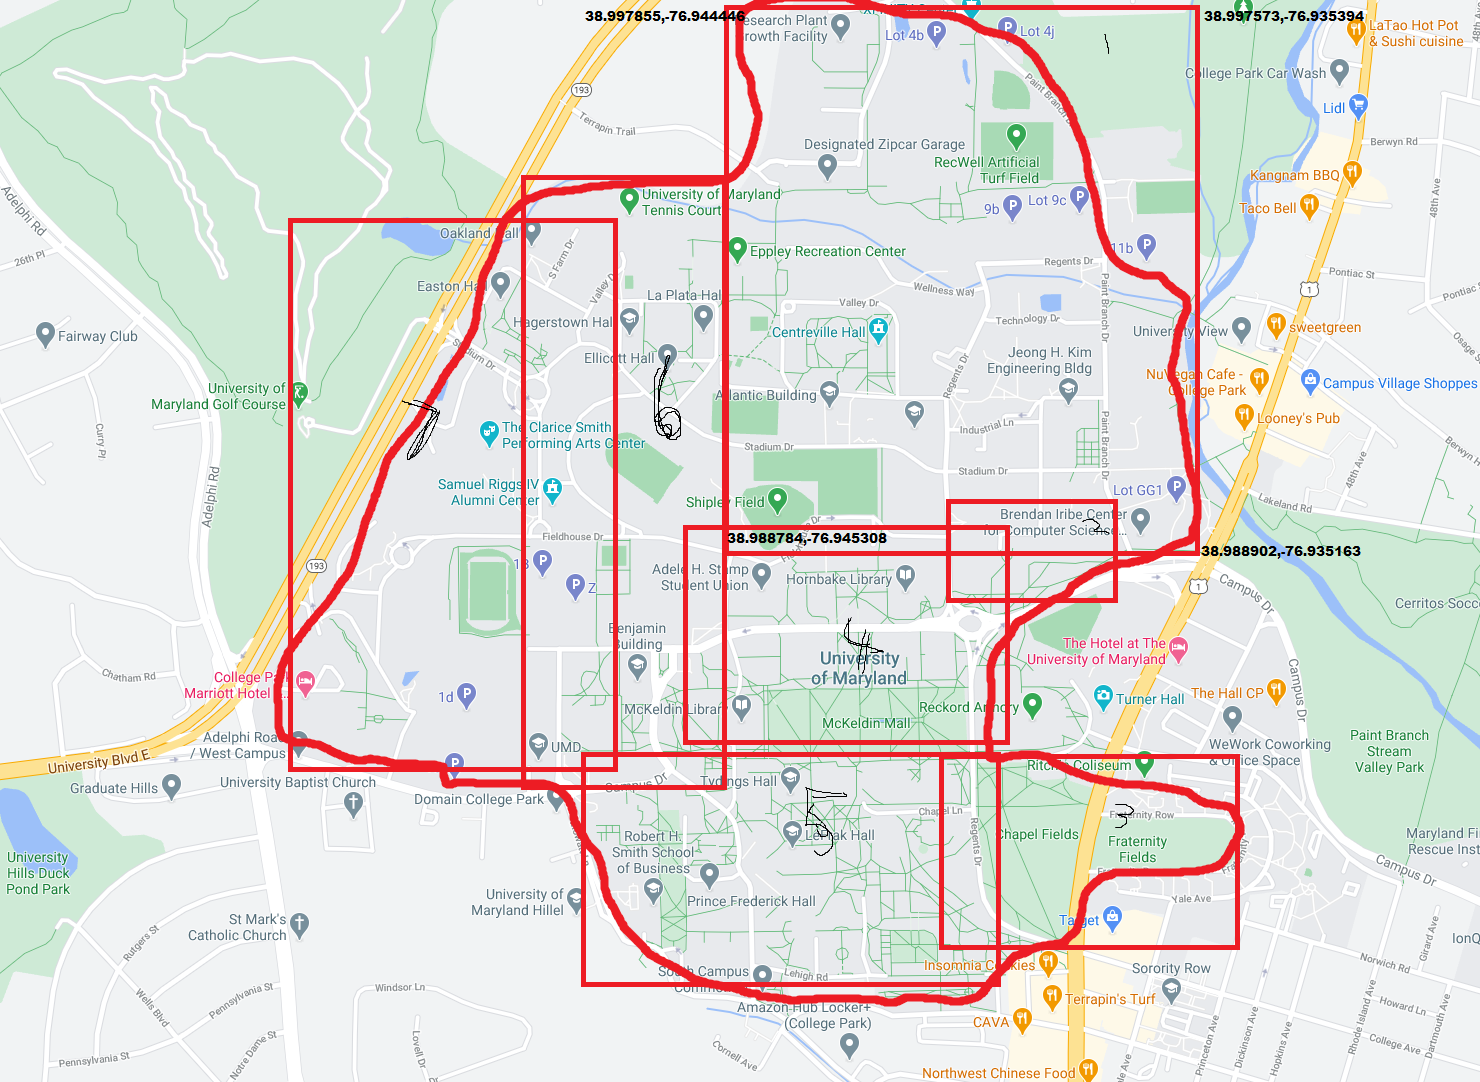 38.997855,-76.944446
38.997573,-76.935394
Research Plant
Growth Facility
Lot 4b
Lot 4j
1
LaTao Hot Pot
& Sushi cuisine
College Park Car Wash
193
Terrapin Trail
Paint Branch
Lidl
Berwyn Rd
48th Ave
Designated Zipcar Garage
RecWell Artificial
Turf Field
Kangnam BBQ
Adelphi Rd
University of Maryland
Tennis Court
9b
Lot 9c
Taco Bell
Oakland Hall
26th Pl
S Farm Dr
Eppley Recreation Center
11b
Regents Dr
Pontiac St
Easton Hall
Valley Dr
La Plata Hall
Wellness Way
Valley Dr
Paint Branch Dr
1
Pontiac St
Fairway Club
Hagerstown Hall
Centreville Hall
Technology Dr
University View
sweetgreen
Stadium Dr
Ellicott Hall
Regents Dr
Jeong H. Kim
Engineering Bldg
Osage St
University of
Maryland Golf Course
6
Atlantic Building
NuVegan Cafe -
College Park
Campus Village Shoppes
7
The Clarice Smith
Performing Arts Center
Industrial Ln
Looney's Pub
Curry Pl
Stadium Dr
Paint Branch Dr
Berwyn
Adelphi Rd
Samuel Riggs IV
Alumni Center
Stadium Dr
48th Ave
Shipley Field
Lot GG1
Lakeland Rd
Brendan Iribe Center
for Computer Science...
2
Fieldhouse Dr
38.988784,-76.945308
38.988902,-76.935163
193
Z
Adele H. Stamp
Student Union
Hornbake Library
1
Campus Dr
Cerritos Socc
Benjamin
Building
4
University
of Maryland
The Hotel at The
University of Maryland
Chatham Rd
College Park
Marriott Hotel
1d
McKeldin Library
McKeldin Mall
Reckord Armory
Turner Hall
The Hall CP
Campus Dr
Adelphi Road
/ West Campus
UMD
WeWork Coworking
& Office Space
Paint Branch
Stream
Valley Park
University Blvd E
Graduate Hills
University Baptist Church
Domain College Park
Campus Dr
Tydings Hall
Ritchie Coliseum
5
Chapel Ln
Fraternity Row
3
University
Hills Duck
Pond Park
Robert H.
Smith School
of Business
LeFrak Hall
Regents Dr
Chapel Fields
Fraternity
Fields
Maryland Fi
Rescue Inst
University of
Maryland Hillel
Prince Frederick Hall
Yale Ave
Campus Dr
St Mark's
Catholic Church
Target
Rutgers St
Girard Ave
IonQ
South Campus
Lehigh Rd
Insomnia Cookies
Sorority Row
Norwich Rd
Wells Blvd
Pennsylvania St
Windsor Ln
Amazon Hub Locker+
(College Park)
Terrapin's Turf
Howard Ln
CAVA
College Ave
Pennsylvania St
Notre Dame St
Lovell Dr
Cornell Ave
Princeton Ave
Dickinson Ave
Hopkins Ave
Rhode Island Ave
Dartmouth Ave
Northwest Chinese Food